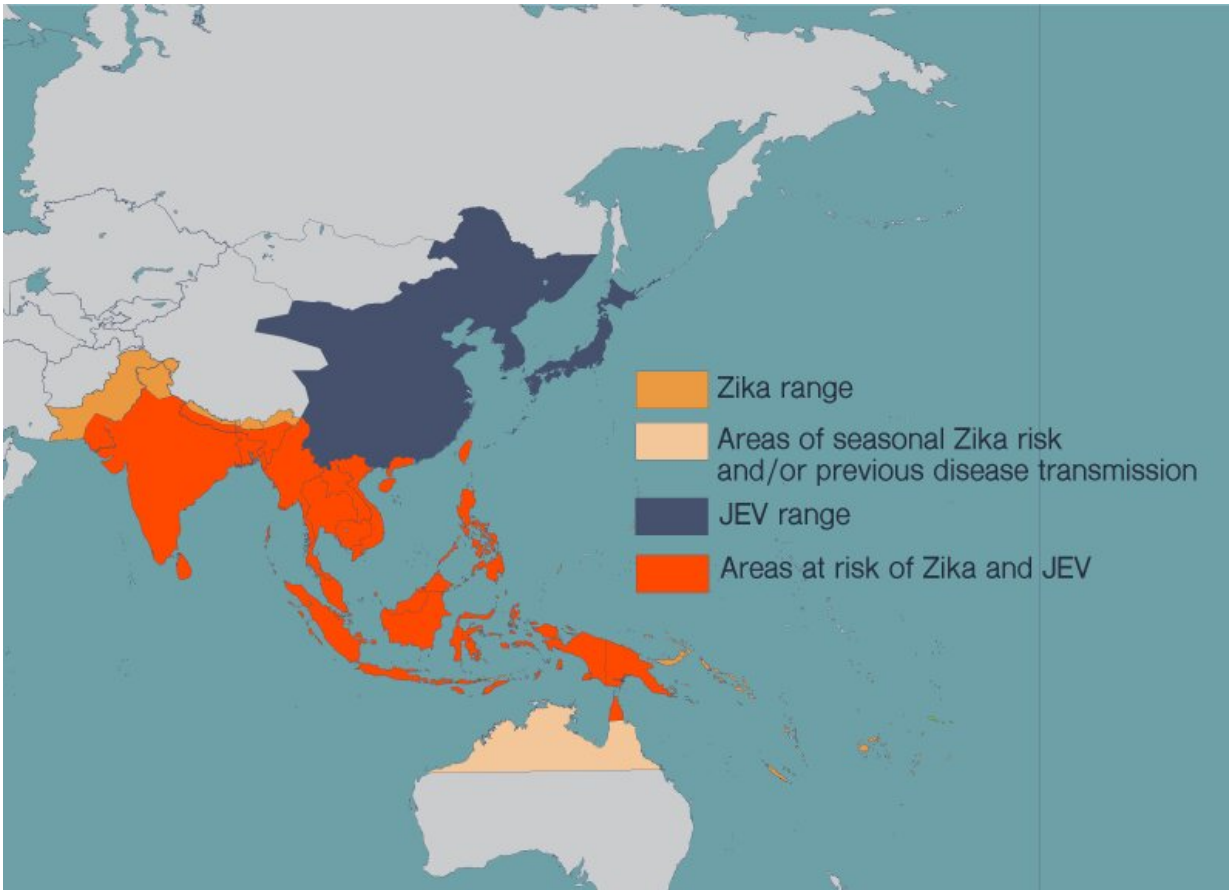 Zika range
Areas of seasonal Zika risk
and/or previous disease transmission
JEV range
Areas at risk of Zika and JEV